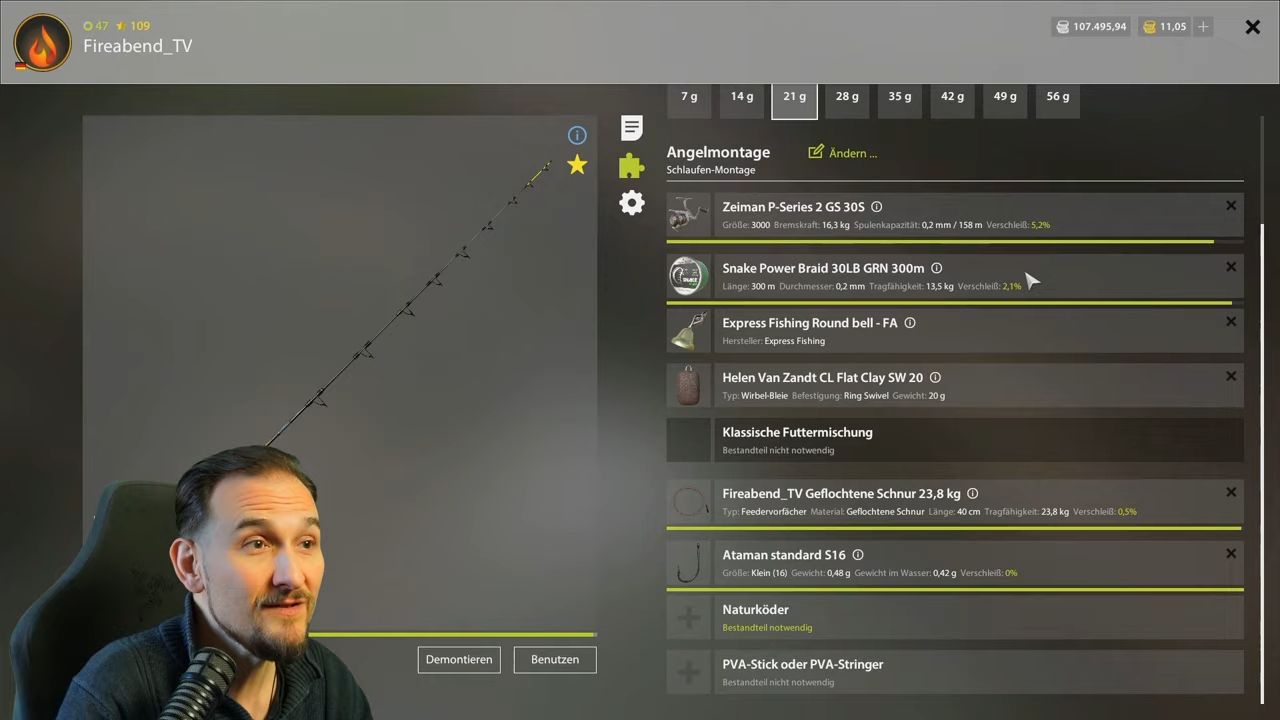 47 109
Fireabend_TV
107.495,94
11,05
7 g
14 g
21 g
28 g
35 g
42 g
49 g
56 g
Angelmontage
Ändern ...
Schlaufen-Montage
Zeiman P-Series 2 GS 30S
Größe: 3000 Bremskraft: 16,3 kg Spulenkapazität: 0,2 mm / 158 m Verschleiß: 5,2%
Snake Power Braid 30LB GRN 300m
Länge: 300 m Durchmesser: 0,2 mm Tragfähigkeit: 13,5 kg Verschleiß: 2,1%
Express Fishing Round bell - FA
Hersteller: Express Fishing
Helen Van Zandt CL Flat Clay SW 20
Typ: Wirbel-Bleie Befestigung: Ring Swivel Gewicht: 20 g
Klassische Futtermischung
Bestandteil nicht notwendig
Fireabend_TV Geflochtene Schnur 23,8 kg
Typ: Feedervorfächer Material: Geflochtene Schnur Länge: 40 cm Tragfähigkeit: 23,8 kg Verschleiß: 0,5%
Ataman standard S16
Größe: Klein (16) Gewicht: 0,48 g Gewicht im Wasser: 0,42 g Verschleiß: 0%
Naturköder
Bestandteil notwendig
PVA-Stick oder PVA-Stringer
Bestandteil nicht notwendig
Demontieren
Benutzen